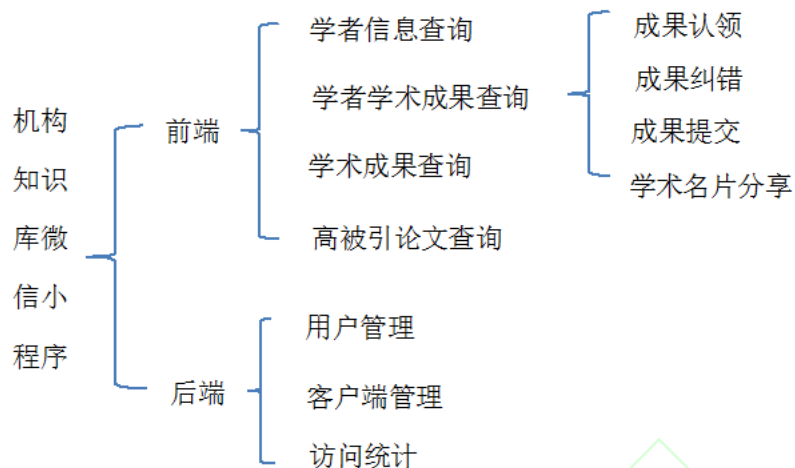 机构
知识
库微
信小
程序
前端
学者信息查询
学者学术成果查询
成果认领
成果纠错
成果提交
学术名片分享
学术成果查询
高被引论文查询
后端
用户管理
客户端管理
访问统计